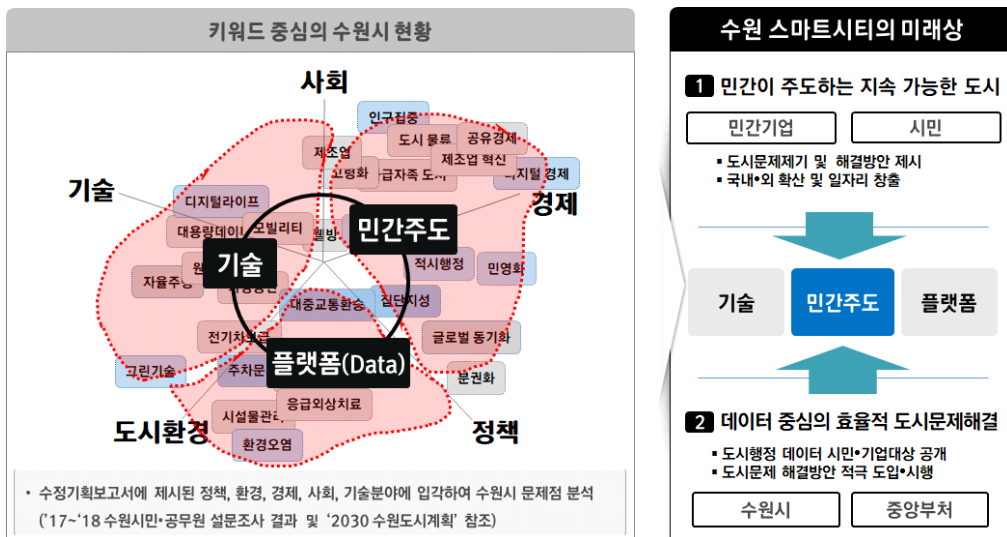 키워드 중심의 수원시 현황
사회
인구집중
도시 물류
공유경제
제조업
제조업 혁신
고령화
자급자족 도시
디지털 경제
기술
경제
디지털라이프
대용량데이
모빌리티
웰빙
민간주도
기술
적시행정
민영화
자율주행
대중교통환승
집단지성
전기차보급
글로벌 동기화
플랫폼(Data)
그린기술
주차문
분권화
응급외상치료
시설물관리
도시환경
정책
환경오염
• 수정기획보고서에 제시된 정책, 환경, 경제, 사회, 기술분야에 입각하여 수원시 문제점 분석
('17~'18 수원시민•공무원 설문조사 결과 및 '2030 수원도시계획' 참조)
수원 스마트시티의 미래상
1 민간이 주도하는 지속 가능한 도시
민간기업 시민
▪ 도시문제제기 및 해결방안 제시
▪ 국내•외 확산 및 일자리 창출
기술 민간주도 플랫폼
2 데이터 중심의 효율적 도시문제해결
▪ 도시행정 데이터 시민•기업대상 공개
▪ 도시문제 해결방안 적극 도입•시행
수원시 중앙부처